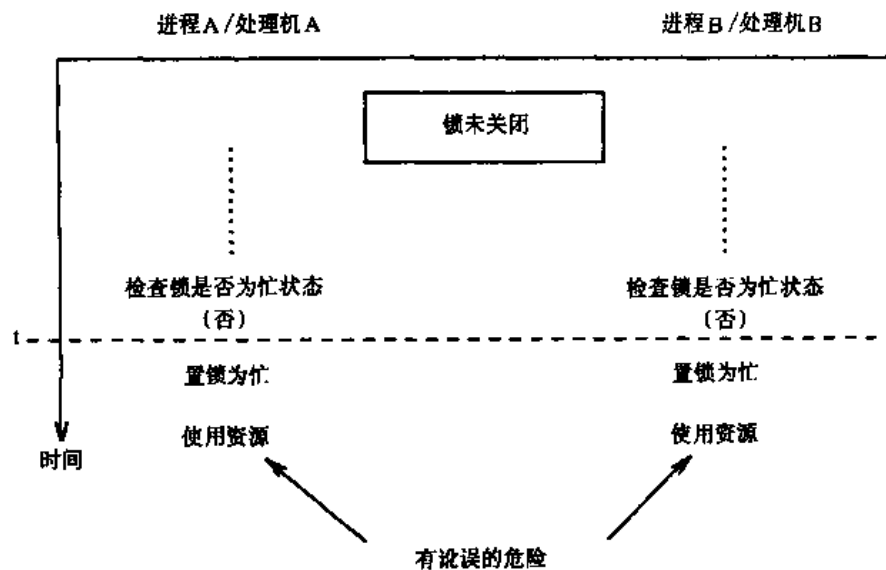 进程A/处理机A 进程B/处理机B
锁未关闭
检查锁是否为忙状态 检查锁是否为忙状态
(否) (否)
t
置锁为忙 置锁为忙
使用资源 使用资源
时间
有设误的危险